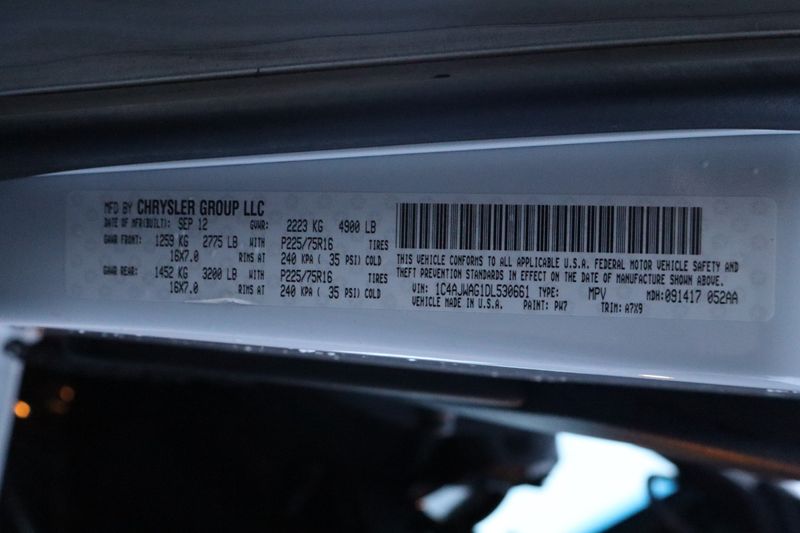 MFD BY CHRYSLER GROUP LLC
DATE OF MFR(BUILT): SEP 12 GVWR: 2223 KG 4900 LB
GAWR FRONT: 1259 KG 2775 LB WITH P225/75R16 TIRES
16X7.0 RIMS AT 240 KPA ( 35 PSI) COLD
GAWR REAR: 1452 KG 3200 LB WITH P225/75R16 TIRES
16X7.0 RIMS AT 240 KPA ( 35 PSI) COLD
THIS VEHICLE CONFORMS TO ALL APPLICABLE U.S.A. FEDERAL MOTOR VEHICLE SAFETY AND
THEFT PREVENTION STANDARDS IN EFFECT ON THE DATE OF MANUFACTURE SHOWN ABOVE.
VIN: 1C4AJWAG1DL530661 TYPE: MPV MDH: 091417 052AA
VEHICLE MADE IN U.S.A. PAINT: PW7 TRIM: A7X9